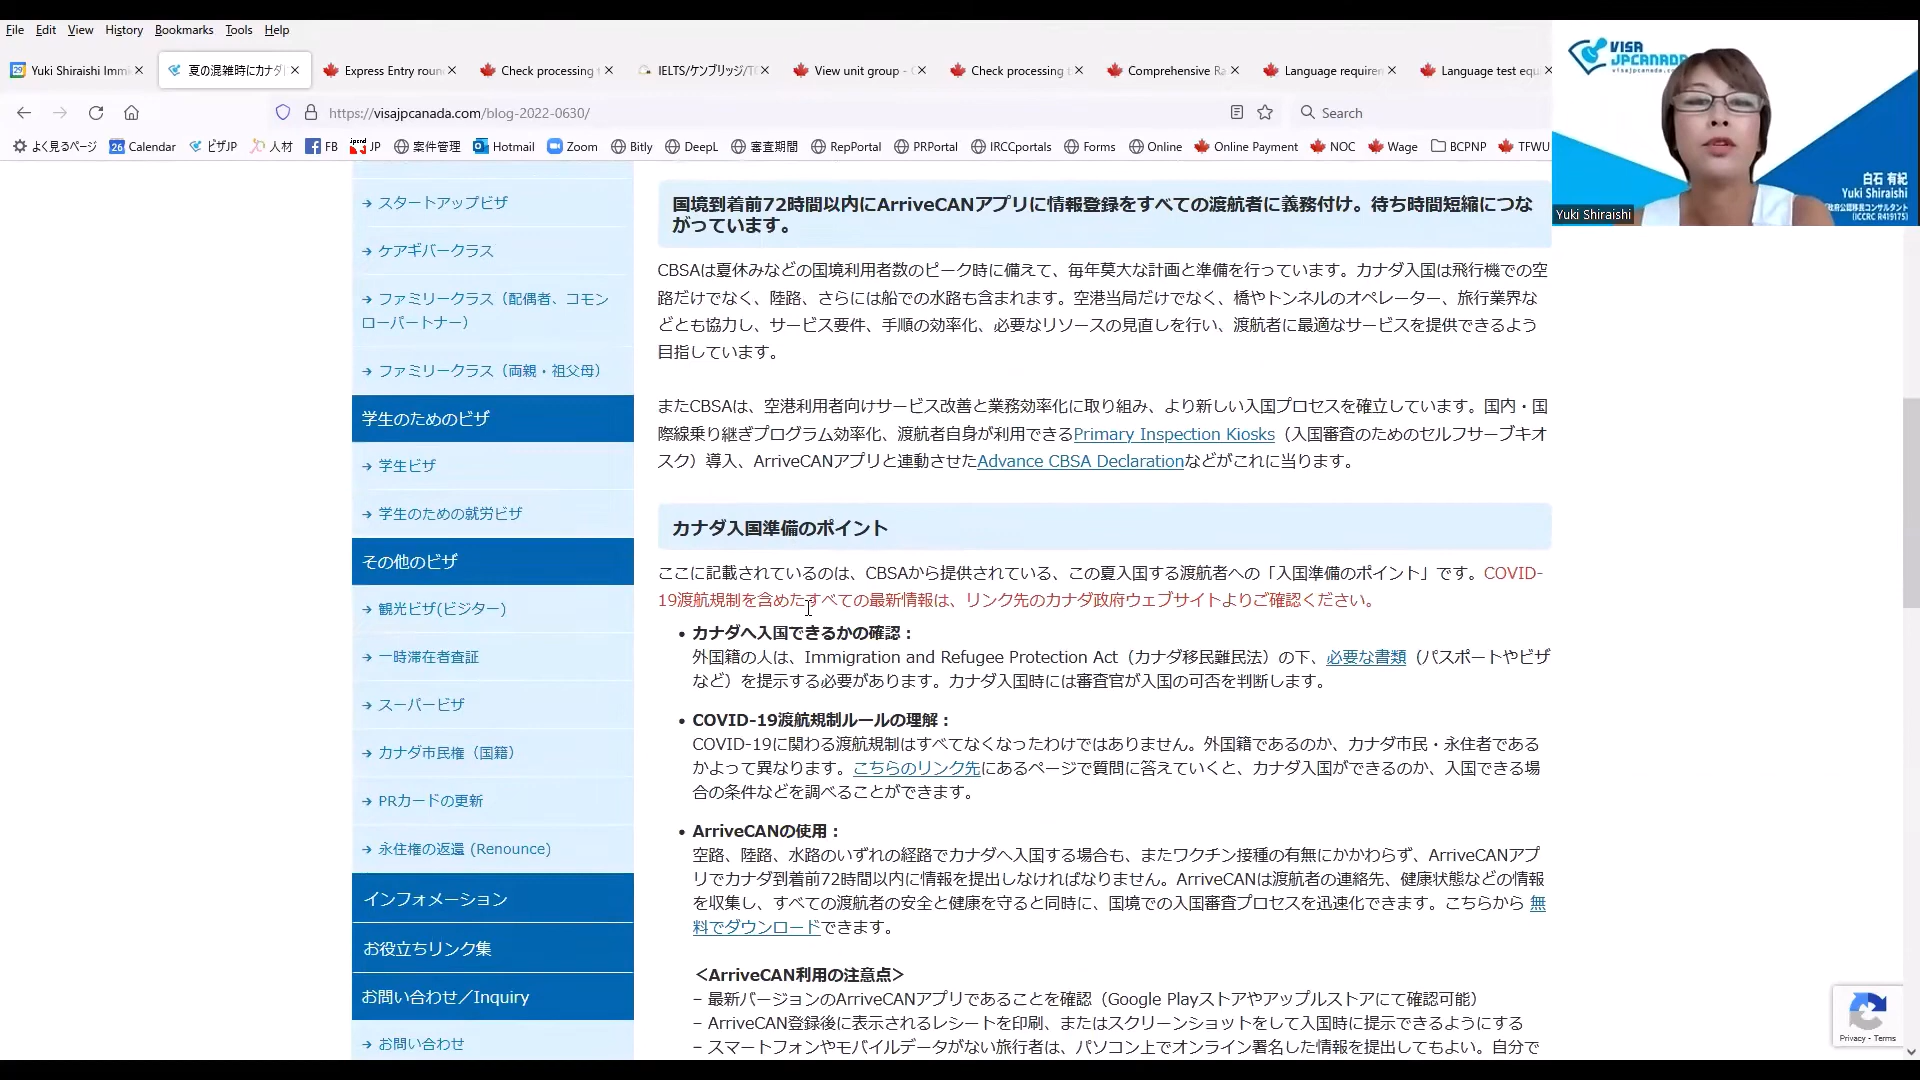 File Edit View History Bookmarks Tools Help
Yuki Shiraishi Immi
夏の混雑時にカナダ
Express Entry roun
Check processing t
IELTS/ケンブリッジ/TE
View unit group - C
Check processing t
Comprehensive Ra
Language requiren
Language test equ
https://visajpcanada.com/blog-2022-0630/
Search
よく見るページ Calendar ビザJP 人材 FB JP 案件管理 Hotmail Zoom Bitly DeepL 審査期間 RepPortal PRPortal IRCCportals Forms Online Online Payment NOC Wage BCPNP TFWU
VISA
JPCANADA
visajpcanada.com
白石 有紀
Yuki Shiraishi
政府公認移民コンサルタント
(ICCRC R419175)
Yuki Shiraishi
→ スタートアップビザ
→ ケアギバークラス
→ ファミリークラス（配偶者、コモン
ローパートナー）
→ ファミリークラス（両親・祖父母）
学生のためのビザ
→ 学生ビザ
→ 学生のための就労ビザ
その他のビザ
→ 観光ビザ(ビジター)
→ 一時滞在者査証
→ スーパービザ
→ カナダ市民権（国籍）
→ PRカードの更新
→ 永住権の返還 (Renounce)
インフォメーション
お役立ちリンク集
お問い合わせ／Inquiry
→ お問い合わせ
国境到着前72時間以内にArriveCANアプリに情報登録をすべての渡航者に義務付け。待ち時間短縮につな
がっています。
CBSAは夏休みなどの国境利用者数のピーク時に備えて、毎年莫大な計画と準備を行っています。カナダ入国は飛行機での空
路だけでなく、陸路、さらには船での水路も含まれます。空港当局だけでなく、橋やトンネルのオペレーター、旅行業界な
どとも協力し、サービス要件、手順の効率化、必要なリソースの見直しを行い、渡航者に最適なサービスを提供できるよう
目指しています。
またCBSAは、空港利用者向けサービス改善と業務効率化に取り組み、より新しい入国プロセスを確立しています。国内・国
際線乗り継ぎプログラム効率化、渡航者自身が利用できるPrimary Inspection Kiosks（入国審査のためのセルフサーブキオ
スク）導入、ArriveCANアプリと連動させたAdvance CBSA Declarationなどがこれに当ります。
カナダ入国準備のポイント
ここに記載されているのは、CBSAから提供されている、この夏入国する渡航者への「入国準備のポイント」です。COVID-
19渡航規制を含めたすべての最新情報は、リンク先のカナダ政府ウェブサイトよりご確認ください。
• カナダへ入国できるかの確認：
外国籍の人は、Immigration and Refugee Protection Act（カナダ移民難民法）の下、必要な書類（パスポートやビザ
など）を提示する必要があります。カナダ入国時には審査官が入国の可否を判断します。
• COVID-19渡航規制ルールの理解：
COVID-19に関わる渡航規制はすべてなくなったわけではありません。外国籍であるのか、カナダ市民・永住者である
かよって異なります。こちらのリンク先にあるページで質問に答えていくと、カナダ入国ができるのか、入国できる場
合の条件などを調べることができます。
• ArriveCANの使用：
空路、陸路、水路のいずれの経路でカナダへ入国する場合も、またワクチン接種の有無にかかわらず、ArriveCANアプ
リでカナダ到着前72時間以内に情報を提出しなければなりません。ArriveCANは渡航者の連絡先、健康状態などの情報
を収集し、すべての渡航者の安全と健康を守ると同時に、国境での入国審査プロセスを迅速化できます。こちらから 無
料でダウンロードできます。
＜ArriveCAN利用の注意点＞
– 最新バージョンのArriveCANアプリであることを確認（Google Playストアやアップルストアにて確認可能）
– ArriveCAN登録後に表示されるレシートを印刷、またはスクリーンショットをして入国時に提示できるようにする
– スマートフォンやモバイルデータがない旅行者は、パソコン上でオンライン署名した情報を提出してもよい。自分で
Privacy - Terms